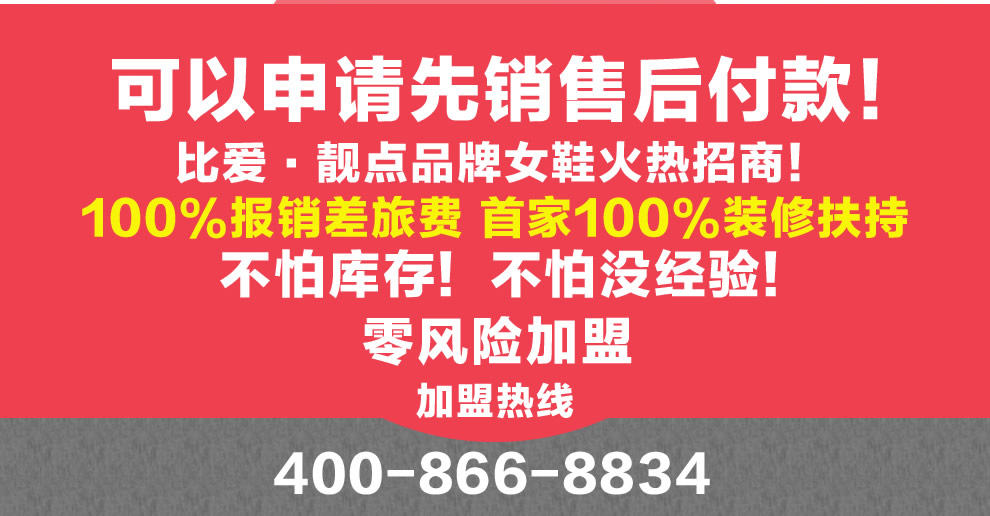 可以申请先销售后付款!
比爱·靓点品牌女鞋火热招商!
100%报销差旅费 首家100%装修扶持
不怕库存! 不怕没经验!
零风险加盟
加盟热线
400-866-8834